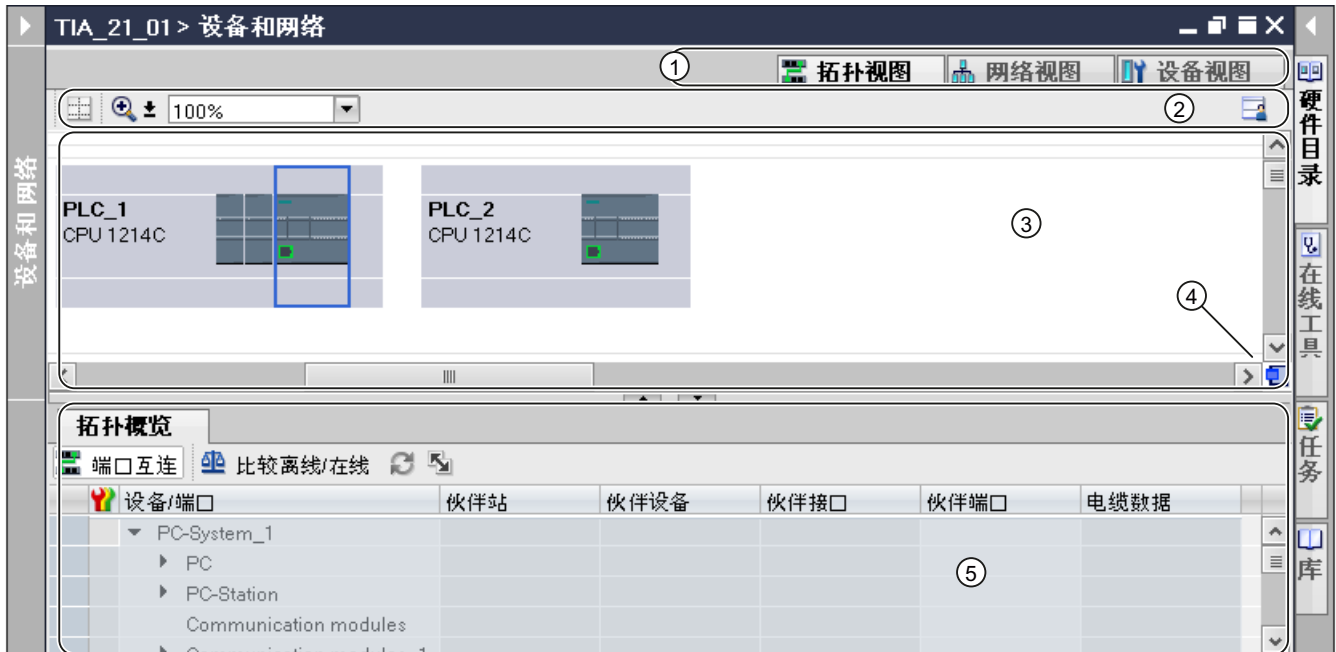 TIA_21_01 > 设备和网络
① 拓扑视图 网络视图 设备视图
100% ②
设备和网络
PLC_1
CPU 1214C
PLC_2
CPU 1214C
③
④
拓扑概览
端口互连 比较离线/在线
设备/端口 伙伴站 伙伴设备 伙伴接口 伙伴端口 电缆数据
PC-System_1
PC
PC-Station
Communication modules
⑤
硬件目录
在线工具
任务
库